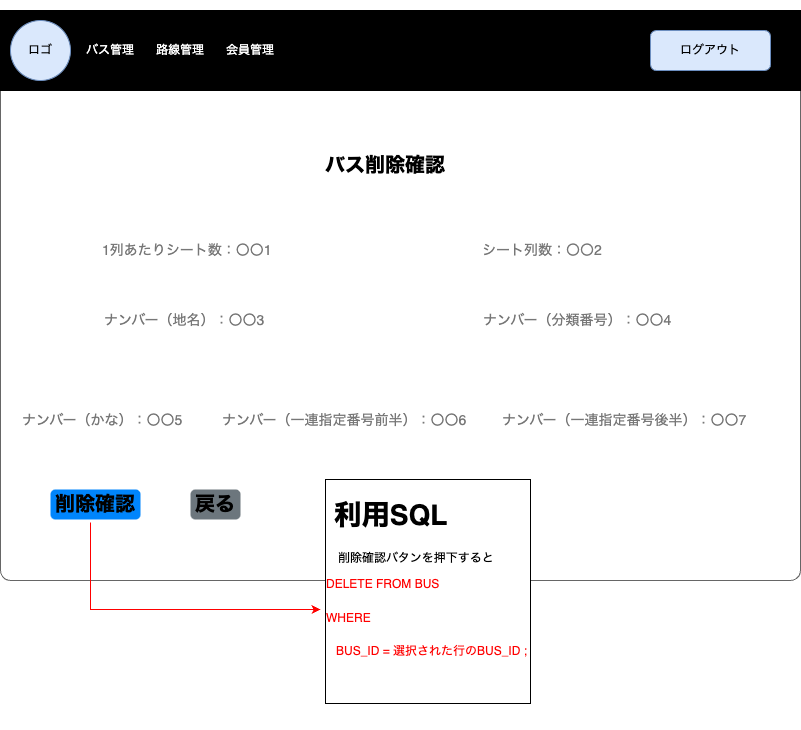 ロゴ バス管理 路線管理 会員管理 ログアウト
バス削除確認
1列あたりシート数：〇〇1 シート列数：〇〇2
ナンバー（地名）：〇〇3 ナンバー（分類番号）：〇〇4
ナンバー（かな）：〇〇5 ナンバー（一連指定番号前半）：〇〇6 ナンバー（一連指定番号後半）：〇〇7
削除確認 戻る
利用SQL
削除確認バタンを押下すると
DELETE FROM BUS
WHERE
BUS_ID = 選択された行のBUS_ID ;